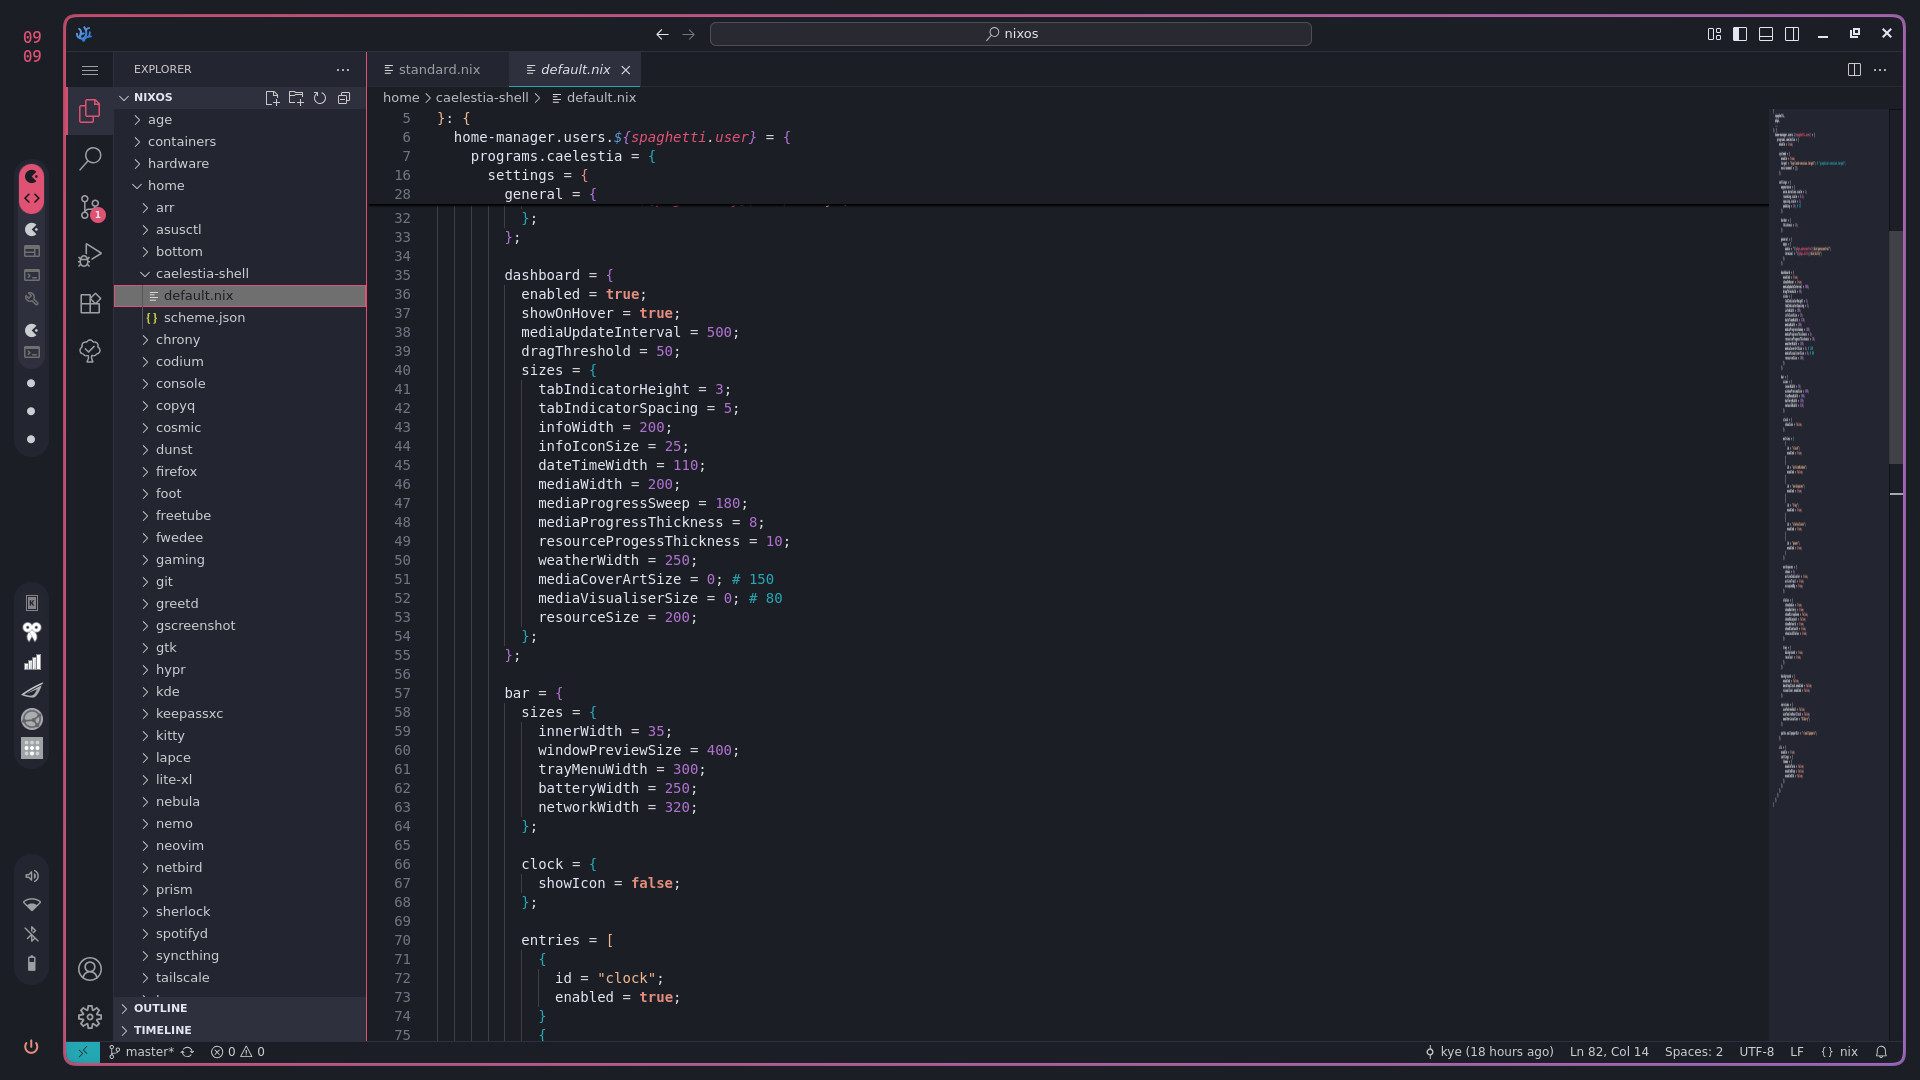 09
09
nixos
EXPLORER
NIXOS
age
containers
hardware
home
arr
asusctl
bottom
caelestia-shell
default.nix
scheme.json
chrony
codium
console
copyq
cosmic
dunst
firefox
foot
freetube
fwedee
gaming
git
greetd
gscreenshot
gtk
hypr
kde
keepassxc
kitty
lapce
lite-xl
nebula
nemo
neovim
netbird
prism
sherlock
spotifyd
syncthing
tailscale
OUTLINE
TIMELINE
1
standard.nix
default.nix
home > caelestia-shell > default.nix
5 }: {
6 home-manager.users.${spaghetti.user} = {
7 programs.caelestia = {
16 settings = {
28 general = {
32 };
33 };
34
35 dashboard = {
36 enabled = true;
37 showOnHover = true;
38 mediaUpdateInterval = 500;
39 dragThreshold = 50;
40 sizes = {
41 tabIndicatorHeight = 3;
42 tabIndicatorSpacing = 5;
43 infoWidth = 200;
44 infoIconSize = 25;
45 dateTimeWidth = 110;
46 mediaWidth = 200;
47 mediaProgressSweep = 180;
48 mediaProgressThickness = 8;
49 resourceProgessThickness = 10;
50 weatherWidth = 250;
51 mediaCoverArtSize = 0; # 150
52 mediaVisualiserSize = 0; # 80
53 resourceSize = 200;
54 };
55 };
56
57 bar = {
58 sizes = {
59 innerWidth = 35;
60 windowPreviewSize = 400;
61 trayMenuWidth = 300;
62 batteryWidth = 250;
63 networkWidth = 320;
64 };
65
66 clock = {
67 showIcon = false;
68 };
69
70 entries = [
71 {
72 id = "clock";
73 enabled = true;
74 }
75 {
master* 0 0
kye (18 hours ago) Ln 82, Col 14 Spaces: 2 UTF-8 LF {} nix